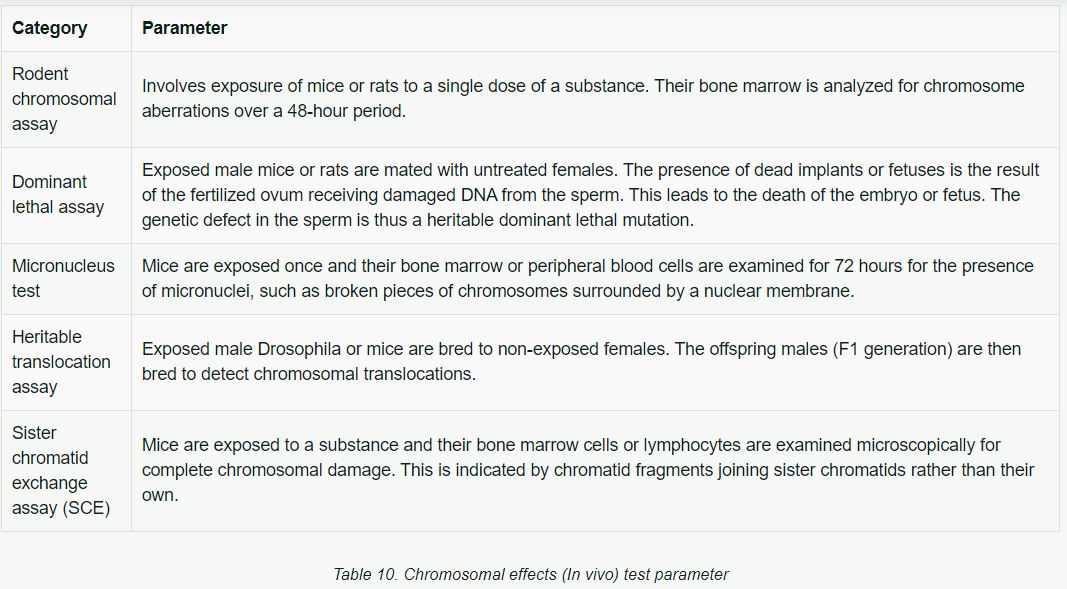 Category
Parameter
Rodent
chromosomal
assay
Involves exposure of mice or rats to a single dose of a substance. Their bone marrow is analyzed for chromosome
aberrations over a 48-hour period.
Dominant
lethal assay
Exposed male mice or rats are mated with untreated females. The presence of dead implants or fetuses is the result
of the fertilized ovum receiving damaged DNA from the sperm. This leads to the death of the embryo or fetus. The
genetic defect in the sperm is thus a heritable dominant lethal mutation.
Micronucleus
test
Mice are exposed once and their bone marrow or peripheral blood cells are examined for 72 hours for the presence
of micronuclei, such as broken pieces of chromosomes surrounded by a nuclear membrane.
Heritable
translocation
assay
Exposed male Drosophila or mice are bred to non-exposed females. The offspring males (F1 generation) are then
bred to detect chromosomal translocations.
Sister
chromatid
exchange
assay (SCE)
Mice are exposed to a substance and their bone marrow cells or lymphocytes are examined microscopically for
complete chromosomal damage. This is indicated by chromatid fragments joining sister chromatids rather than their
own.
Table 10. Chromosomal effects (In vivo) test parameter